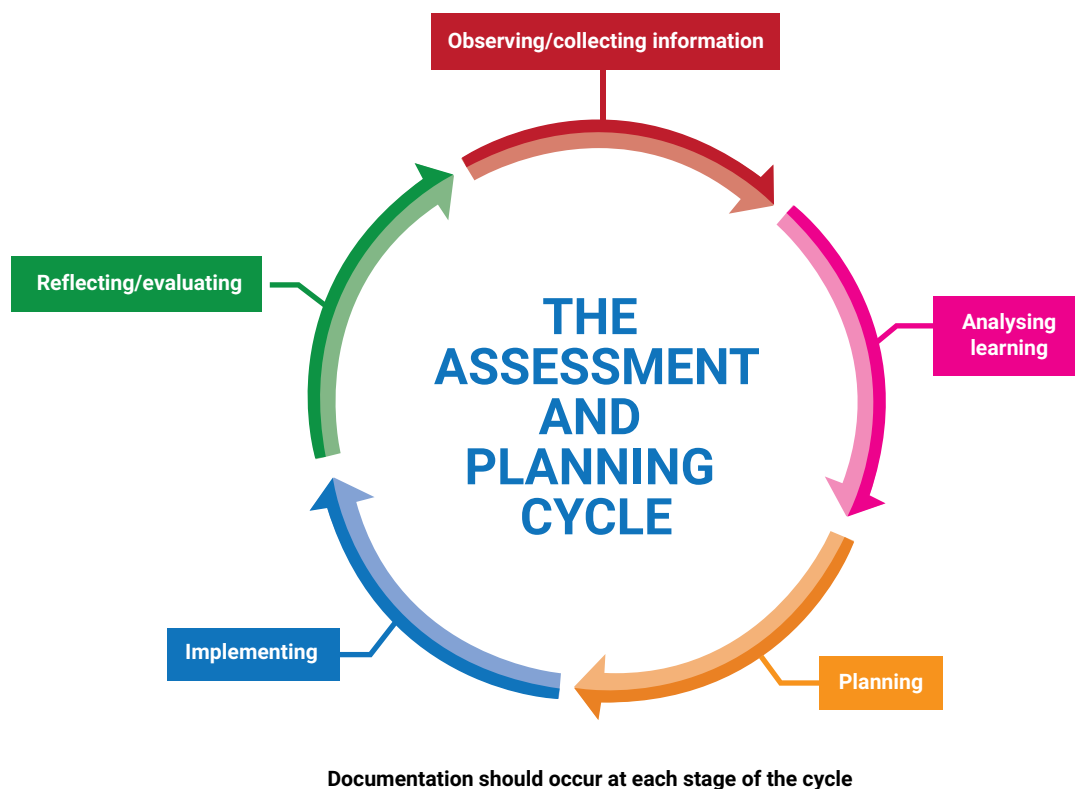 Observing/collecting information
Analysing
learning
Planning
Implementing
Reflecting/evaluating
THE
ASSESSMENT
AND
PLANNING
CYCLE
Documentation should occur at each stage of the cycle